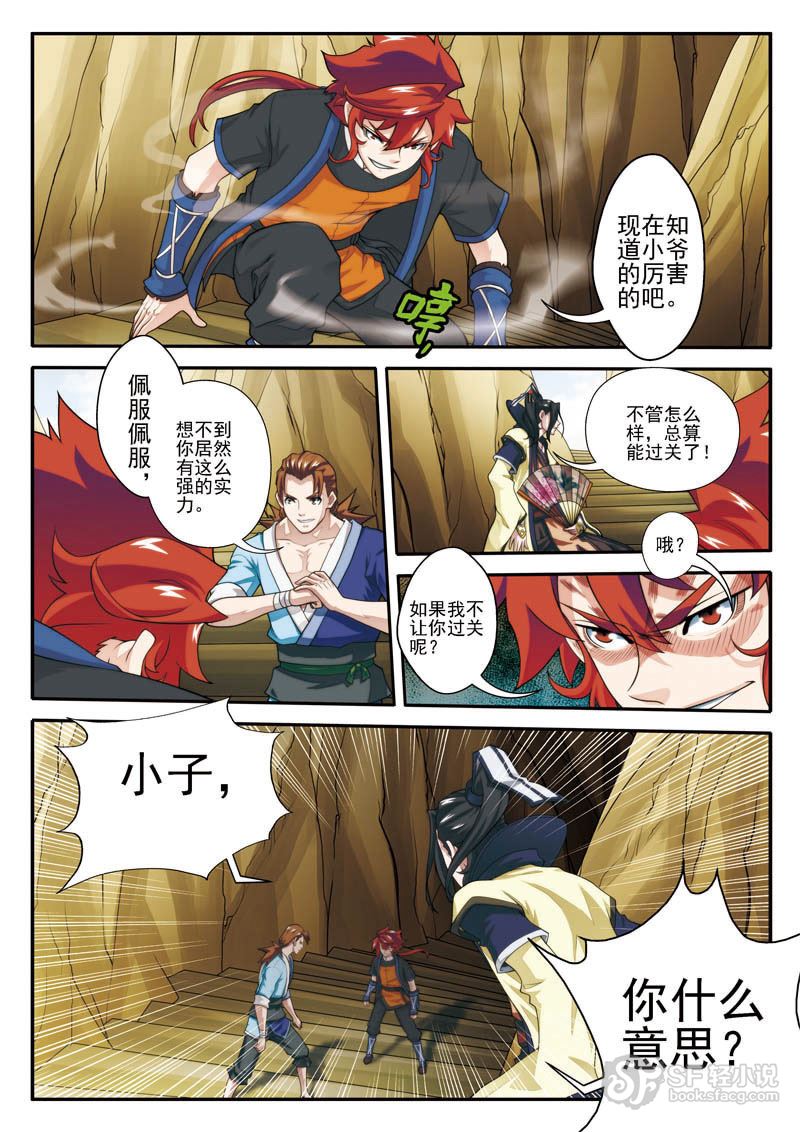 现在知
道小爷
的厉害
的吧。
哼,
佩服佩服,
想不到
你居然
有这么
强的实
力。
不管怎么
样，总算
能过关了！
哦？
如果我不
让你过关
呢？
小子，
你什么
意思？
SF轻小说
book.sfacg.com